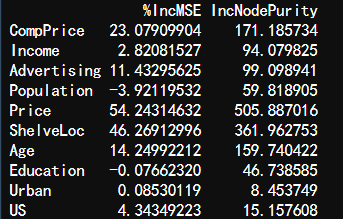 %IncMSE IncNodePurity
CompPrice 23.07909904 171.185734
Income 2.82081527 94.079825
Advertising 11.43295625 99.098941
Population -3.92119532 59.818905
Price 54.24314632 505.887016
ShelveLoc 46.26912996 361.962753
Age 14.24992211 159.740422
Education -0.07662320 46.738585
Urban 0.08530119 8.453749
US 4.34349223 15.157608